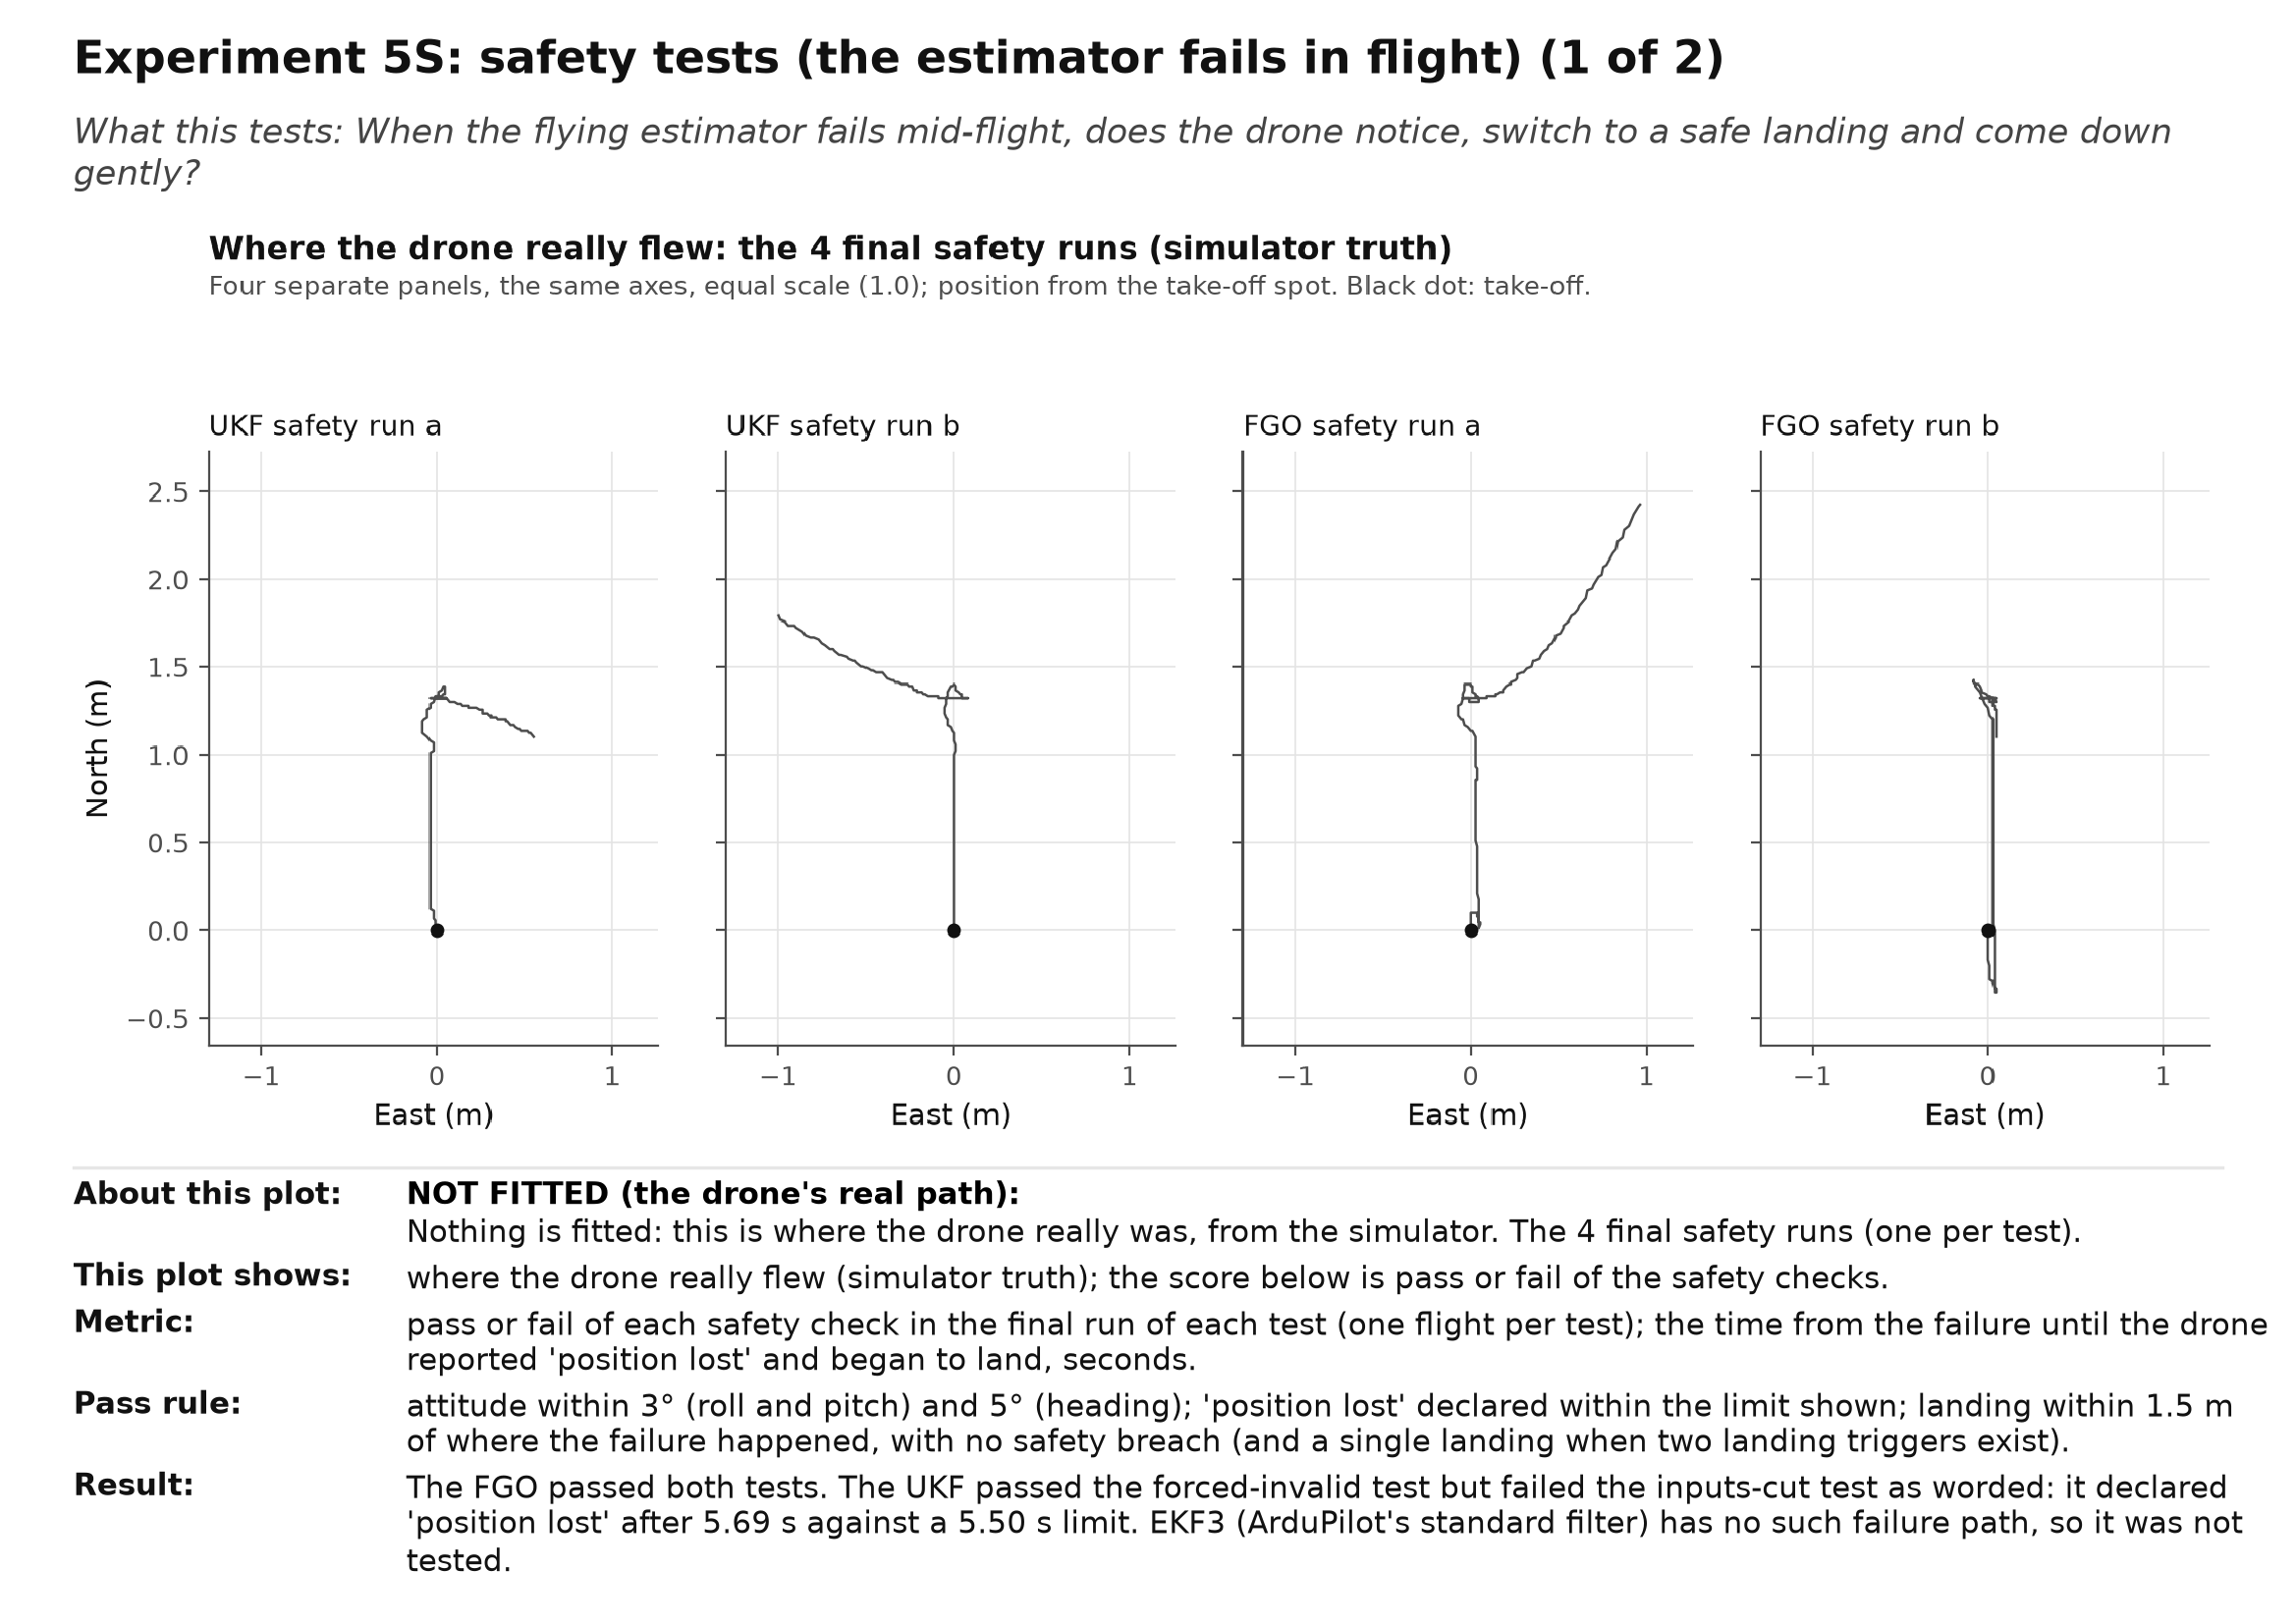 Experiment 5S: safety tests (the estimator fails in flight) (1 of 2)
What this tests: When the flying estimator fails mid-flight, does the drone notice, switch to a safe landing and come down
gently?
Where the drone really flew: the 4 final safety runs (simulator truth)
Four separate panels, the same axes, equal scale (1.0); position from the take-off spot. Black dot: take-off.
UKF safety run a
UKF safety run b
FGO safety run a
FGO safety run b
North (m)
2.5
2.0
1.5
1.0
0.5
0.0
−0.5
−1 0 1
−1 0 1
−1 0 1
−1 0 1
East (m)
East (m)
East (m)
East (m)
About this plot: NOT FITTED (the drone's real path):
Nothing is fitted: this is where the drone really was, from the simulator. The 4 final safety runs (one per test).
This plot shows: where the drone really flew (simulator truth); the score below is pass or fail of the safety checks.
Metric: pass or fail of each safety check in the final run of each test (one flight per test); the time from the failure until the drone
reported 'position lost' and began to land, seconds.
Pass rule: attitude within 3° (roll and pitch) and 5° (heading); 'position lost' declared within the limit shown; landing within 1.5 m
of where the failure happened, with no safety breach (and a single landing when two landing triggers exist).
Result: The FGO passed both tests. The UKF passed the forced-invalid test but failed the inputs-cut test as worded: it declared
'position lost' after 5.69 s against a 5.50 s limit. EKF3 (ArduPilot's standard filter) has no such failure path, so it was not
tested.